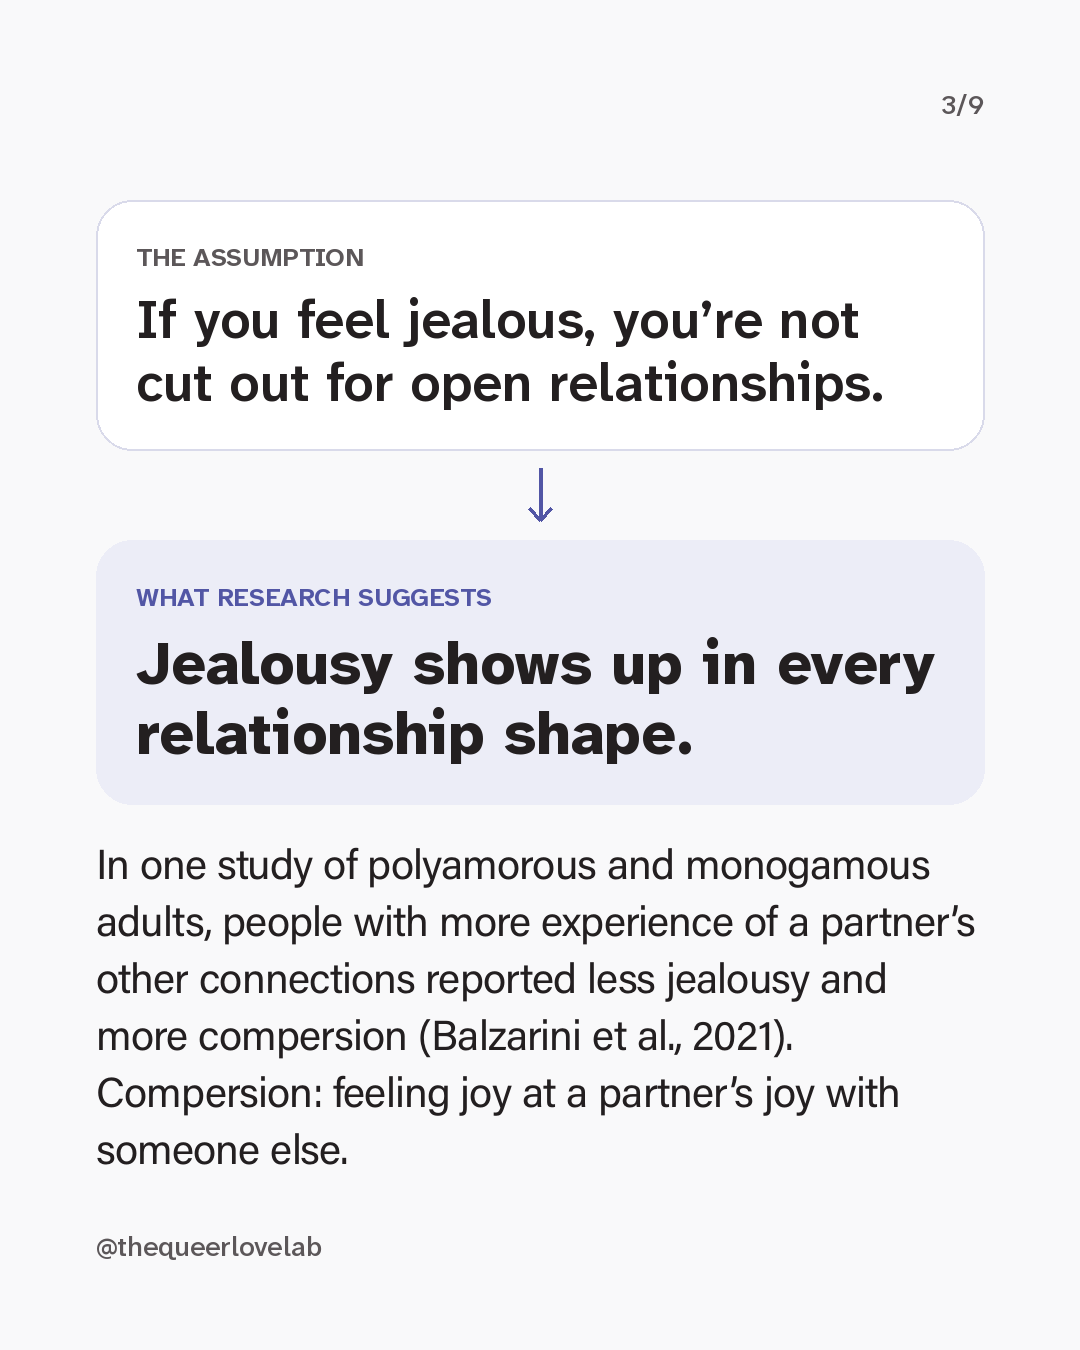 3/9
THE ASSUMPTION
If you feel jealous, you’re not
cut out for open relationships.
WHAT RESEARCH SUGGESTS
Jealousy shows up in every
relationship shape.
In one study of polyamorous and monogamous
adults, people with more experience of a partner’s
other connections reported less jealousy and
more compersion (Balzarini et al., 2021).
Compersion: feeling joy at a partner’s joy with
someone else.
@thequeerlovelab